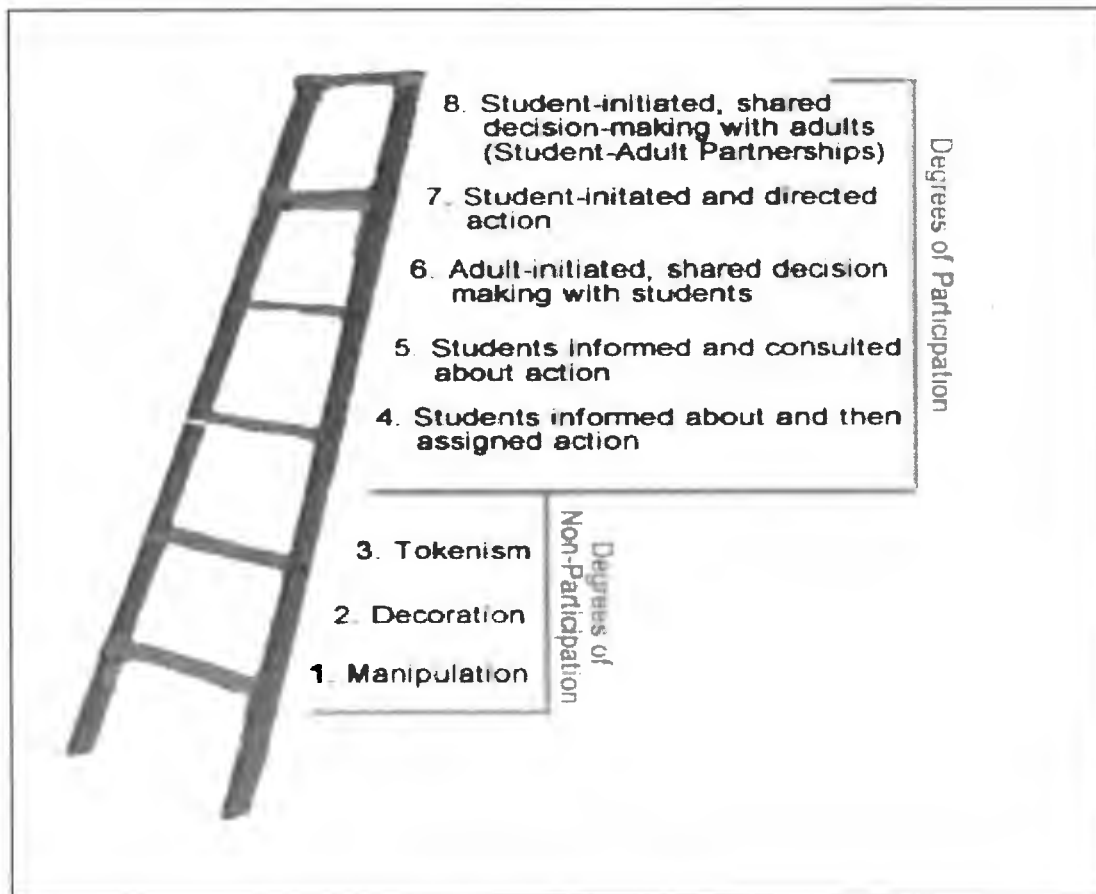 8. Student-initiated, shared
decision-making with adults
(Student-Adult Partnerships)
7. Student-initated and directed
action
6. Adult-initiated, shared decision
making with students
5. Students informed and consulted
about action
4. Students informed about and then
assigned action
Degrees of Participation
3. Tokenism
2. Decoration
1. Manipulation
Degrees of
Non-Participation